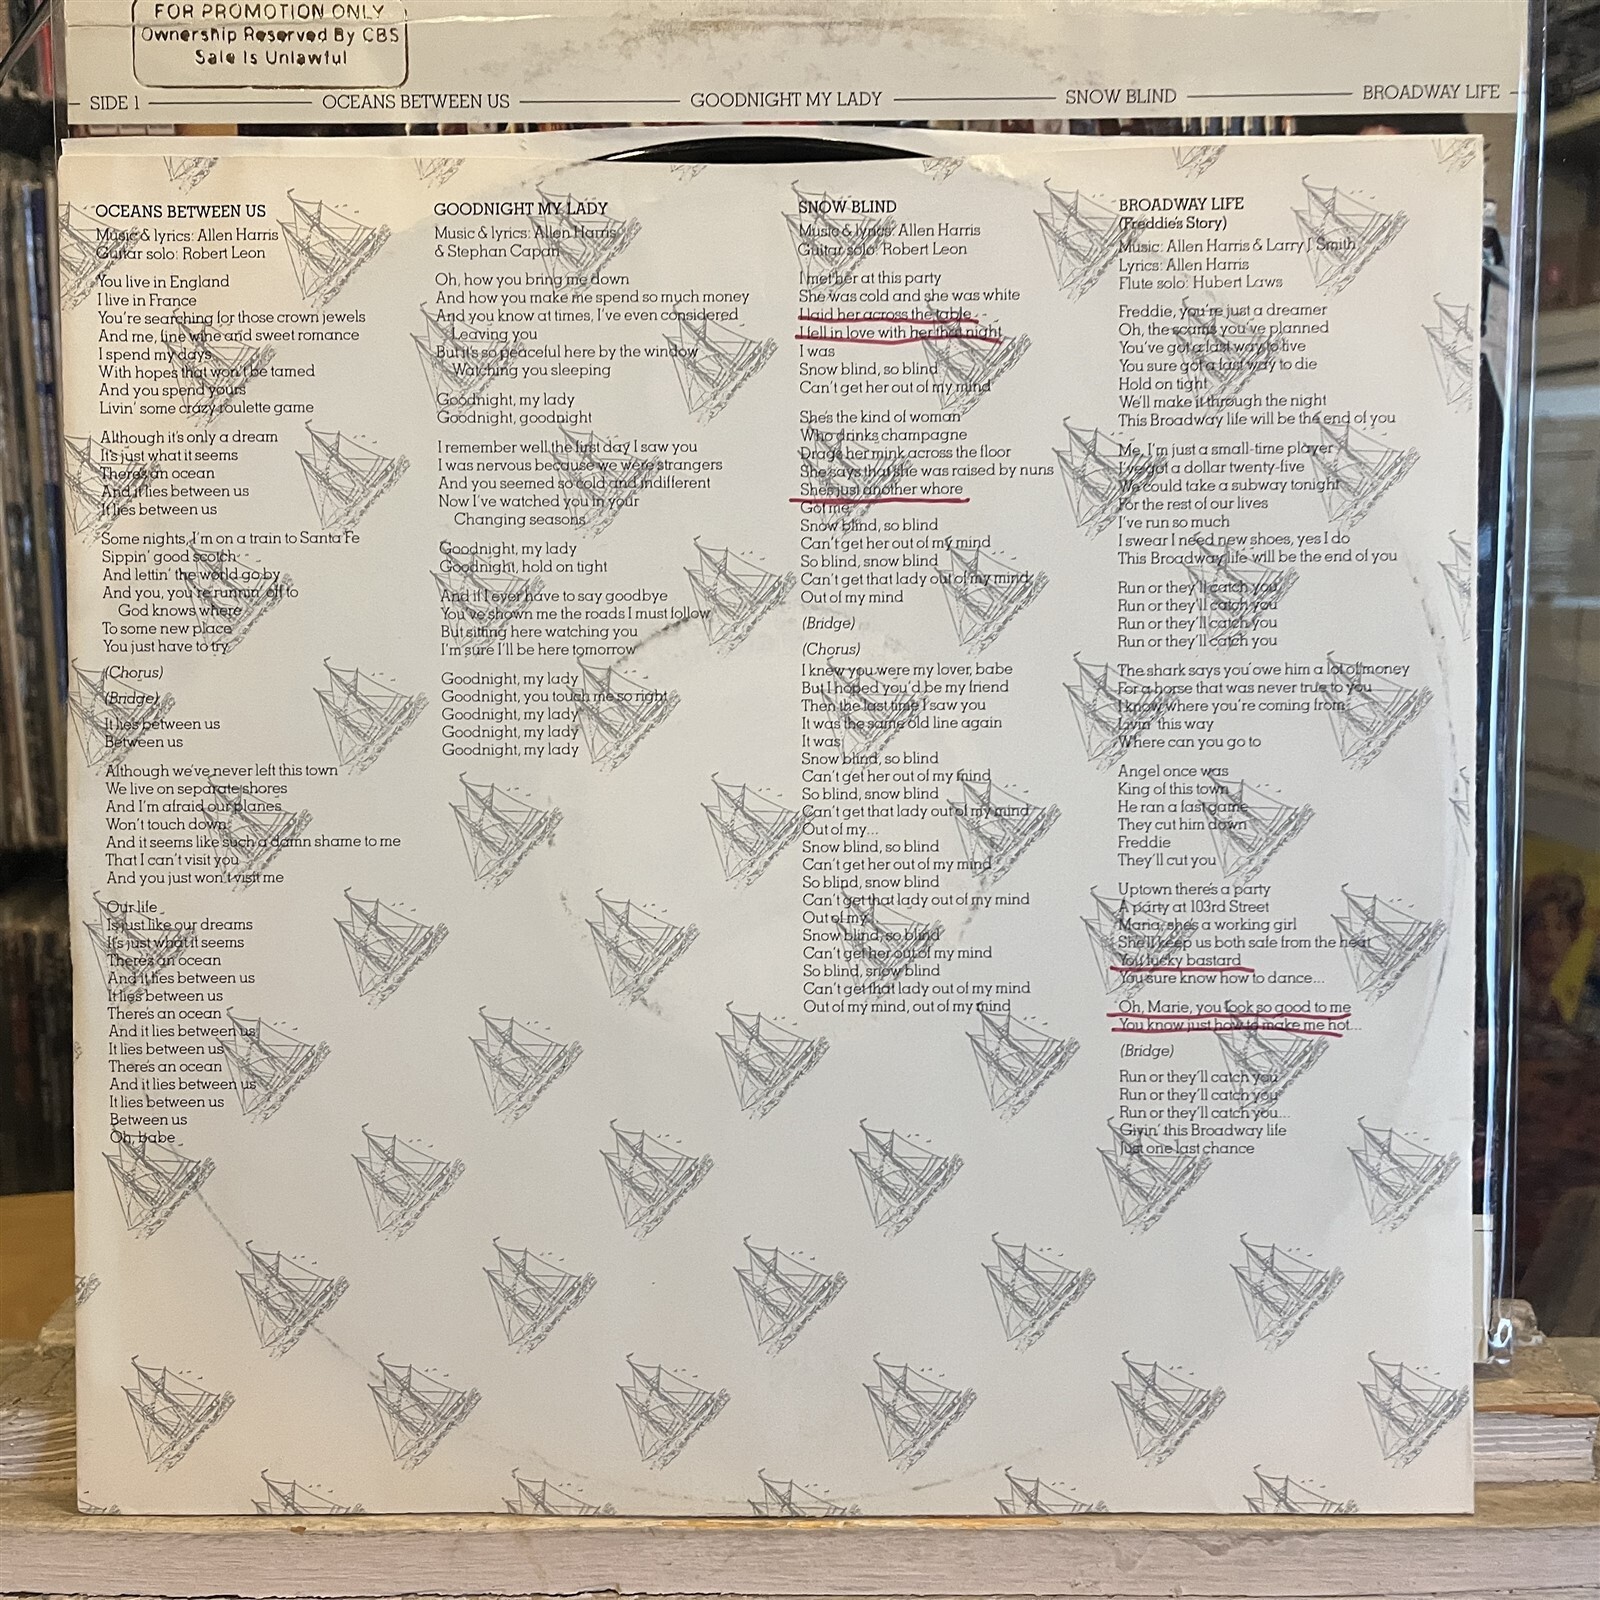 FOR PROMOTION ONLY
Ownership Reserved By CBS
Sale Is Unlawful
SIDE 1 OCEANS BETWEEN US GOODNIGHT MY LADY SNOW BLIND BROADWAY LIFE
OCEANS BETWEEN US
Music & lyrics: Allen Harris
Guitar solo: Robert Leon
You live in England
I live in France
You're searching for those crown jewels
And me, fine wine and sweet romance
I spend my days
With hopes that won't be tamed
And you spend yours
Livin' some crazy roulette game
Although it's only a dream
It's just what it seems
There's an ocean
And it lies between us
It lies between us
Some nights, I'm on a train to Santa Fe
Sippin' good scotch
And lettin' the world go by
And you, you're runnin' off to
God knows where
To some new place
You just have to try
(Chorus)
(Bridge)
It lies between us
Between us
Although we've never left this town
We live on separate shores
And I'm afraid our planes
Won't touch down
And it seems like such a damn shame to me
That I can't visit you
And you just won't visit me
Our life
Is just like our dreams
It's just what it seems
There's an ocean
And it lies between us
It lies between us
There's an ocean
And it lies between us
It lies between us
There's an ocean
And it lies between us
It lies between us
Between us
Oh, babe
GOODNIGHT MY LADY
Music & lyrics: Allen Harris
& Stephan Capan
Oh, how you bring me down
And how you make me spend so much money
And you know at times, I've even considered
Leaving you
But it's so peaceful here by the window
Watching you sleeping
Goodnight, my lady
Goodnight, goodnight
I remember well the first day I saw you
I was nervous because we were strangers
And you seemed so cold and indifferent
Now I've watched you in your
Changing seasons
Goodnight, my lady
Goodnight, hold on tight
And if I ever have to say goodbye
You've shown me the roads I must follow
But sitting here watching you
I'm sure I'll be here tomorrow
Goodnight, my lady
Goodnight, you touch me so right
Goodnight, my lady
Goodnight, my lady
Goodnight, my lady
SNOW BLIND
Music & lyrics: Allen Harris
Guitar solo: Robert Leon
I met her at this party
She was cold and she was white
I laid her across the table
I fell in love with her that night
I was
Snow blind, so blind
Can't get her out of my mind
She's the kind of woman
Who drinks champagne
Drags her mink across the floor
She says that she was raised by nuns
She's just another whore
Got me
Snow blind, so blind
Can't get her out of my mind
So blind, snow blind
Can't get that lady out of my mind
Out of my mind
(Bridge)
(Chorus)
I knew you were my lover, babe
But I hoped you'd be my friend
Then the last time I saw you
It was the same old line again
It was
Snow blind, so blind
Can't get her out of my mind
So blind, snow blind
Can't get that lady out of my mind
Out of my...
Snow blind, so blind
Can't get her out of my mind
So blind, snow blind
Can't get that lady out of my mind
Out of my
Snow blind, so blind
Can't get her out of my mind
So blind, snow blind
Can't get that lady out of my mind
Out of my mind, out of my mind
BROADWAY LIFE
(Freddie's Story)
Music: Allen Harris & Larry J. Smith
Lyrics: Allen Harris
Flute solo: Hubert Laws
Freddie, you're just a dreamer
Oh, the scams you've planned
You've got a fast way to live
You sure got a fast way to die
Hold on tight
We'll make it through the night
This Broadway life will be the end of you
Me, I'm just a small-time player
I've got a dollar twenty-five
We could take a subway tonight
For the rest of our lives
I've run so much
I swear I need new shoes, yes I do
This Broadway life will be the end of you
Run or they'll catch you
Run or they'll catch you
Run or they'll catch you
Run or they'll catch you
The shark says you owe him a lot of money
For a horse that was never true to you
I know where you're coming from
Livin' this way
Where can you go to
Angel once was
King of this town
He ran a fast game
They cut him down
Freddie
They'll cut you
Uptown there's a party
A party at 103rd Street
Maria, she's a working girl
She'll keep us both safe from the heat
You lucky bastard
You sure know how to dance...
Oh, Marie, you look so good to me
You know just how to make me hot...
(Bridge)
Run or they'll catch you
Run or they'll catch you
Run or they'll catch you...
Givin' this Broadway life
Just one last chance